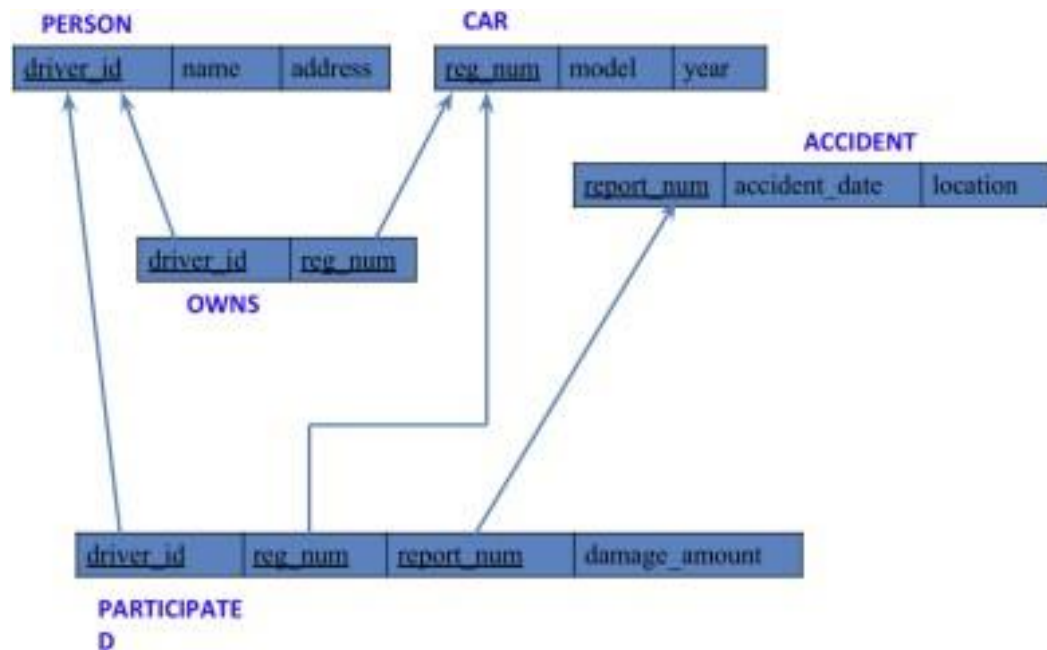 PERSON
CAR
driver_id name address
reg_num model year
ACCIDENT
report_num accident_date location
driver_id reg_num
OWNS
driver_id reg_num report_num damage_amount
PARTICIPATE
D